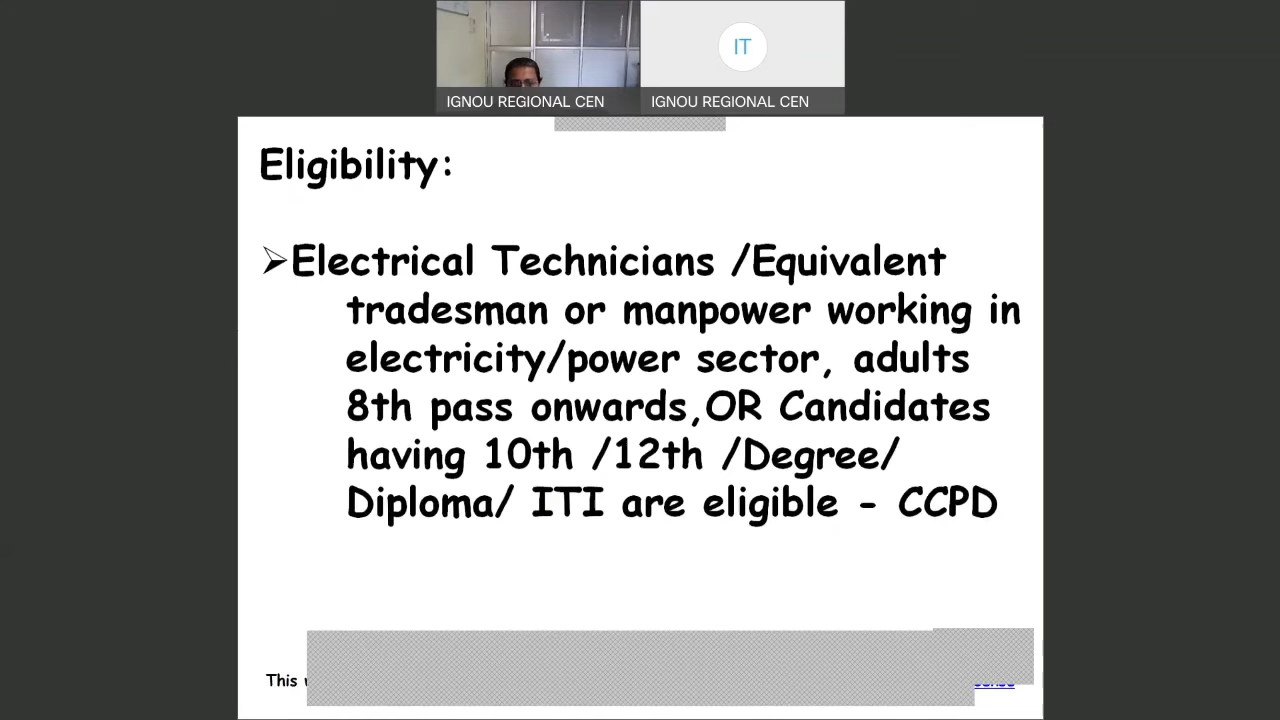 IT
IGNOU REGIONAL CEN
IGNOU REGIONAL CEN
Eligibility:
➢Electrical Technicians /Equivalent
tradesman or manpower working in
electricity/power sector, adults
8th pass onwards,OR Candidates
having 10th /12th /Degree/
Diploma/ ITI are eligible - CCPD
This